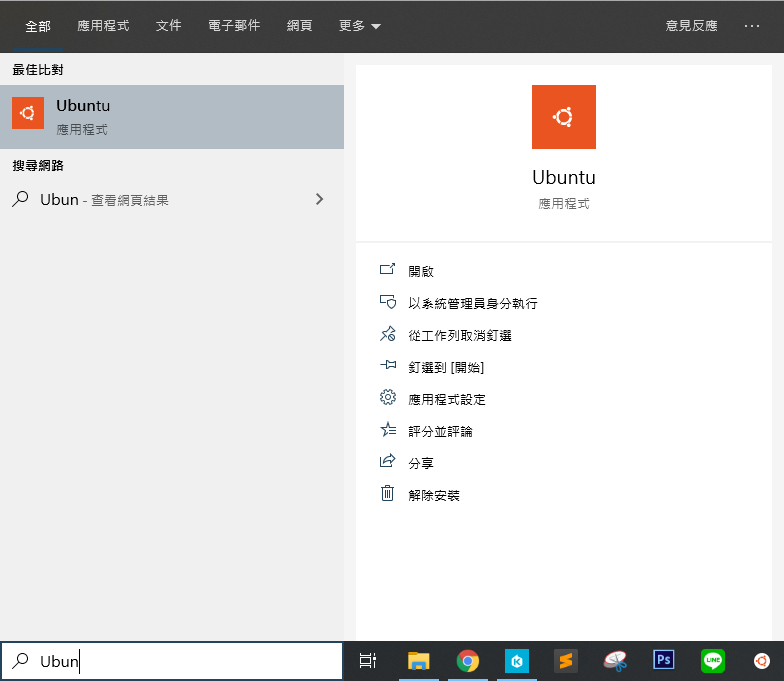 全部 應用程式 文件 電子郵件 網頁 更多 意見反應 ...
最佳比對
Ubuntu
應用程式
搜尋網路
Ubun - 查看網頁結果
Ubuntu
應用程式
開啟
以系統管理員身分執行
從工作列取消釘選
釘選到 [開始]
應用程式設定
評分並評論
分享
解除安裝
Ubun
K
S
Ps
LINE